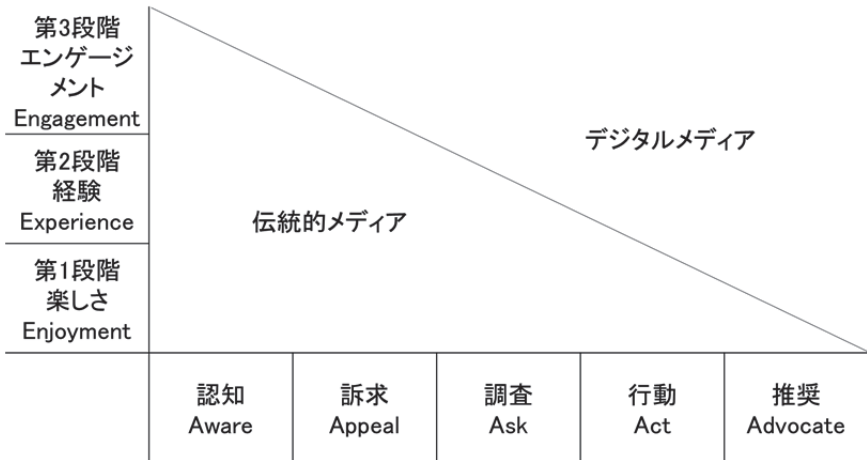 第3段階
エンゲージ
メント
Engagement
デジタルメディア
第2段階
経験
Experience
伝統的メディア
第1段階
楽しさ
Enjoyment
認知
Aware
訴求
Appeal
調査
Ask
行動
Act
推奨
Advocate